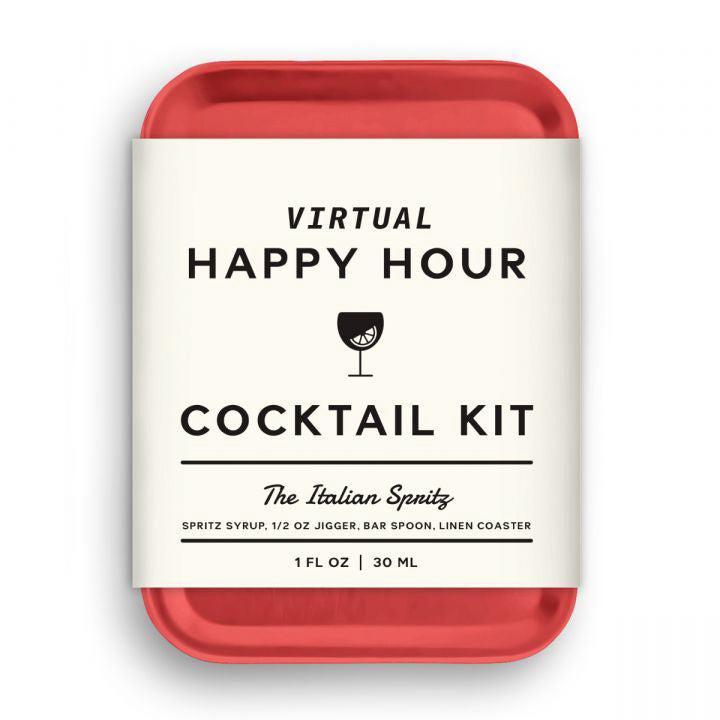 VIRTUAL
HAPPY HOUR
COCKTAIL KIT
The Italian Spritz
SPRITZ SYRUP, 1/2 OZ JIGGER, BAR SPOON, LINEN COASTER
1 FL OZ | 30 ML